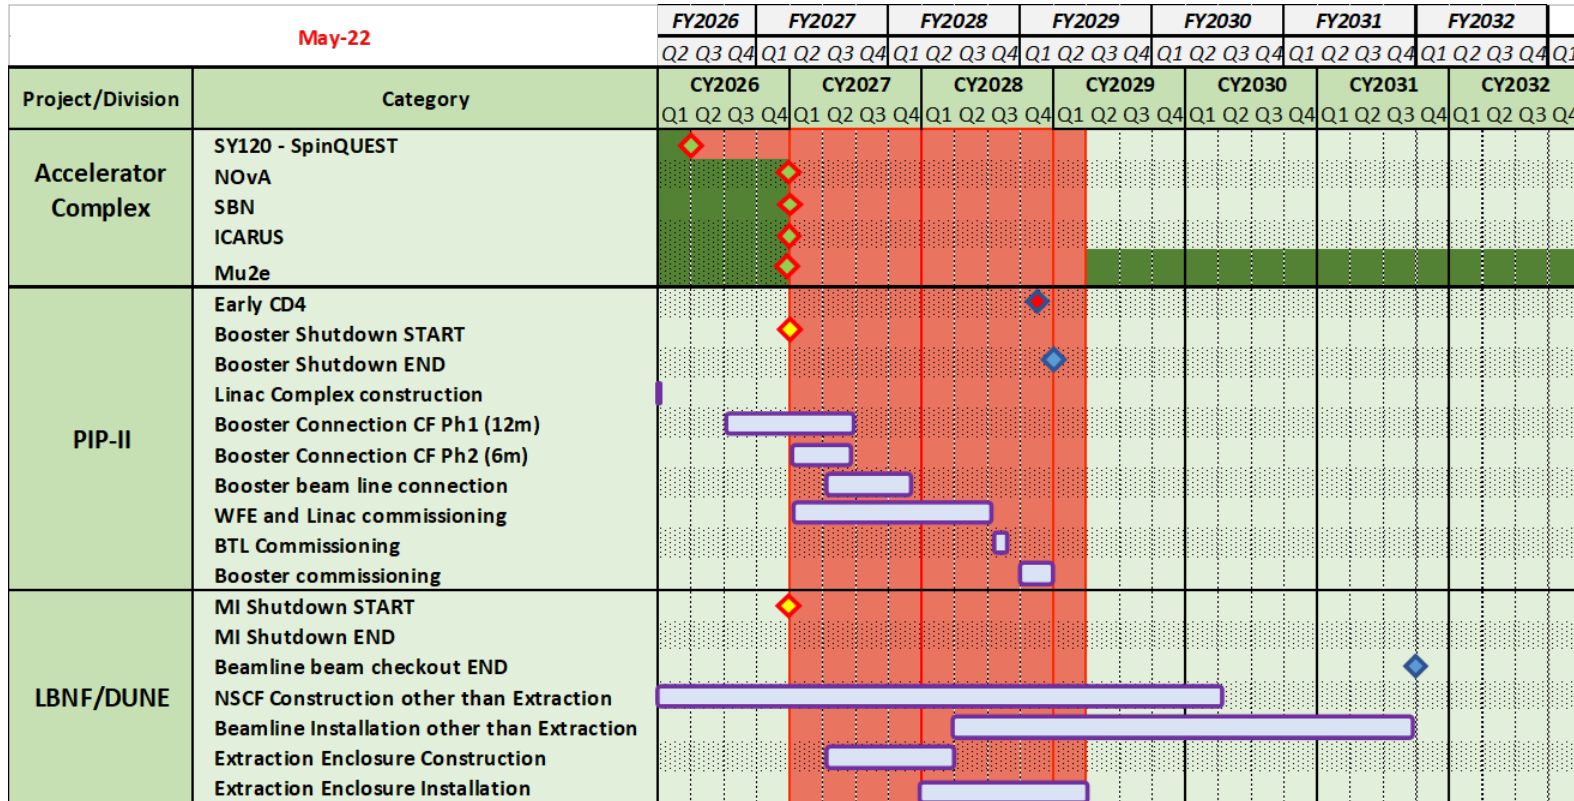 May-22
FY2026 FY2027 FY2028 FY2029 FY2030 FY2031 FY2032
Q2 Q3 Q4 Q1 Q2 Q3 Q4 Q1 Q2 Q3 Q4 Q1 Q2 Q3 Q4 Q1 Q2 Q3 Q4 Q1 Q2 Q3 Q4 Q1 Q2 Q3 Q4 Q1
Project/Division Category CY2026 CY2027 CY2028 CY2029 CY2030 CY2031 CY2032
Q1 Q2 Q3 Q4 Q1 Q2 Q3 Q4 Q1 Q2 Q3 Q4 Q1 Q2 Q3 Q4 Q1 Q2 Q3 Q4 Q1 Q2 Q3 Q4 Q1 Q2 Q3 Q4
Accelerator
Complex
SY120 - SpinQUEST
NOvA
SBN
ICARUS
Mu2e
PIP-II
Early CD4
Booster Shutdown START
Booster Shutdown END
Linac Complex construction
Booster Connection CF Ph1 (12m)
Booster Connection CF Ph2 (6m)
Booster beam line connection
WFE and Linac commissioning
BTL Commissioning
Booster commissioning
LBNF/DUNE
MI Shutdown START
MI Shutdown END
Beamline beam checkout END
NSCF Construction other than Extraction
Beamline Installation other than Extraction
Extraction Enclosure Construction
Extraction Enclosure Installation